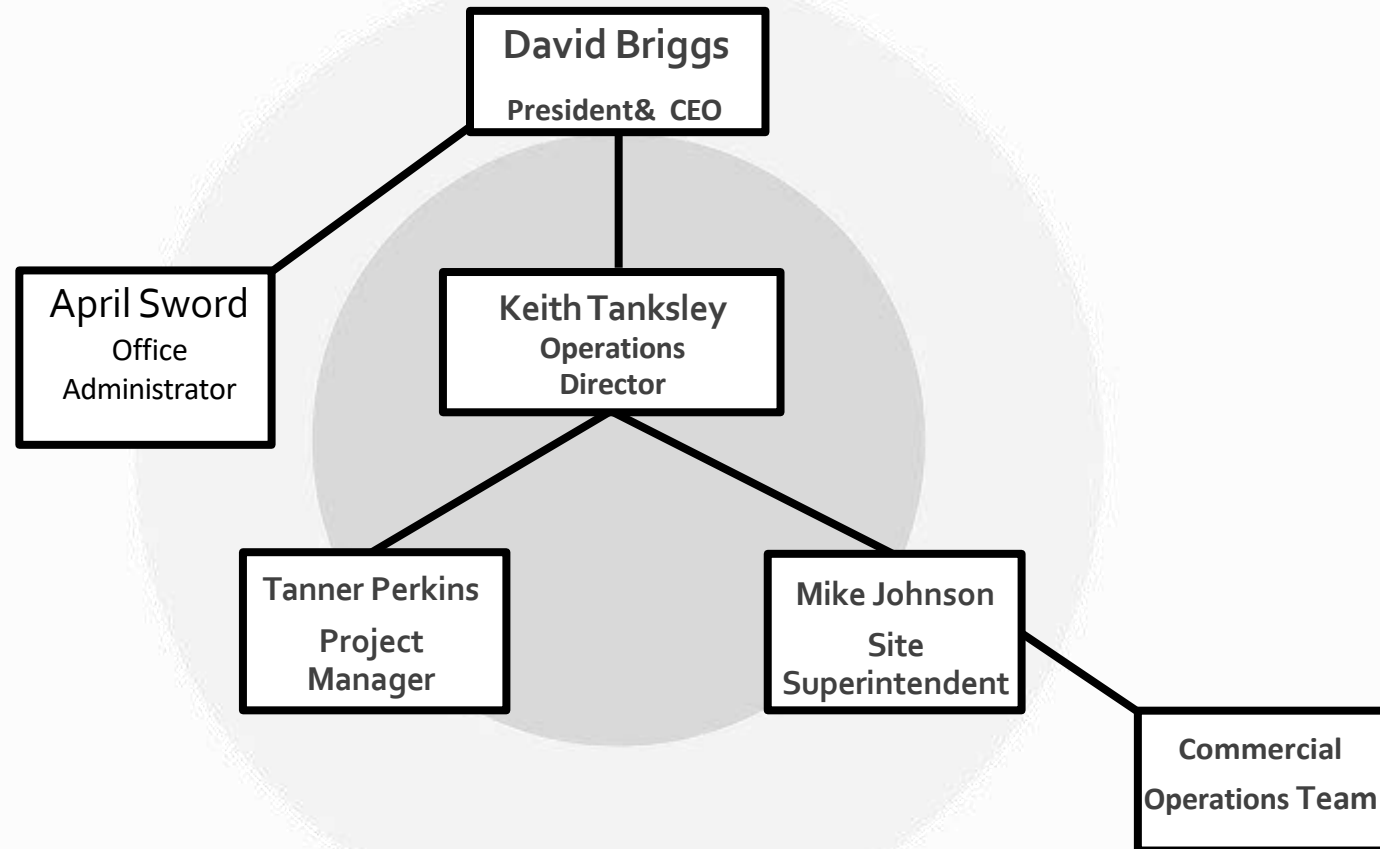 David Briggs
President& CEO
April Sword
Office
Administrator
Keith Tanksley
Operations
Director
Tanner Perkins
Project
Manager
Mike Johnson
Site
Superintendent
Commercial
Operations Team